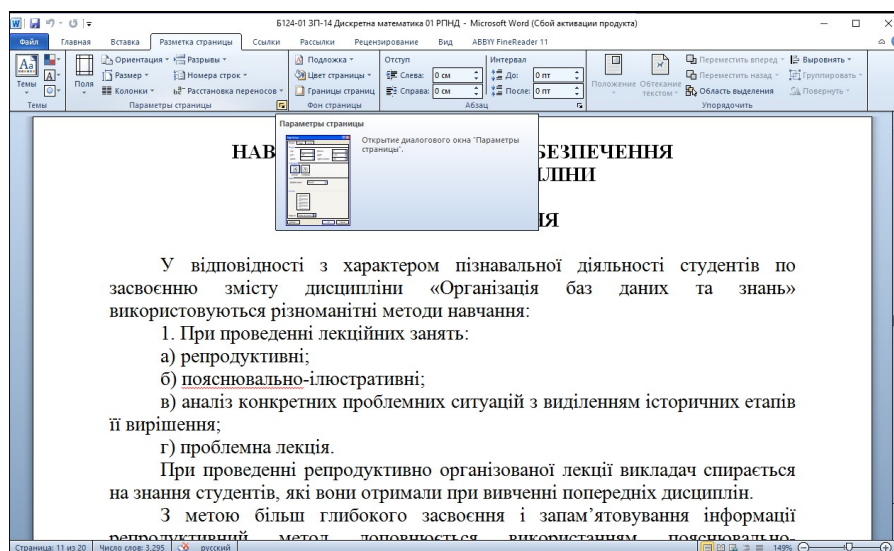 Б124-01 ЗП-14 Дискретна математика 01 РПНД - Microsoft Word (Сбой активации продукта)
Файл Главная Вставка Разметка страницы Ссылки Рассылки Рецензирование Вид ABBYY FineReader 11
Ориентация Разрывы Подложка Отступ Интервал Переместить вперед Выровнять
Темы Поля Размер Номера строк Цвет страницы Слева: 0 см До: 0 пт Положение Обтекание текстом Переместить назад Группировать
Колонки Расстановка переносов Границы страниц Справа: 0 см После: 0 пт Область выделения Повернуть
Темы Параметры страницы Фон страницы Абзац Упорядочить
Параметры страницы
Открытие диалогового окна "Параметры
страницы".
НАВ БЕЗПЕЧЕННЯ
ЛІНИ
Я
У відповідності з характером пізнавальної діяльності студентів по
засвоєнню змісту дисципліни «Організація баз даних та знань»
використовуються різноманітні методи навчання:
1. При проведенні лекційних занять:
а) репродуктивні;
б) пояснювально-ілюстративні;
в) аналіз конкретних проблемних ситуацій з виділенням історичних етапів
її вирішення;
г) проблемна лекція.
При проведенні репродуктивно організованої лекції викладач спирається
на знання студентів, які вони отримали при вивченні попередніх дисциплін.
З метою більш глибокого засвоєння і запам’ятовування інформації
репродуктивний метод доповнюється використанням пояснювально-
Страница: 11 из 20 Число слов: 3,295 русский 149%